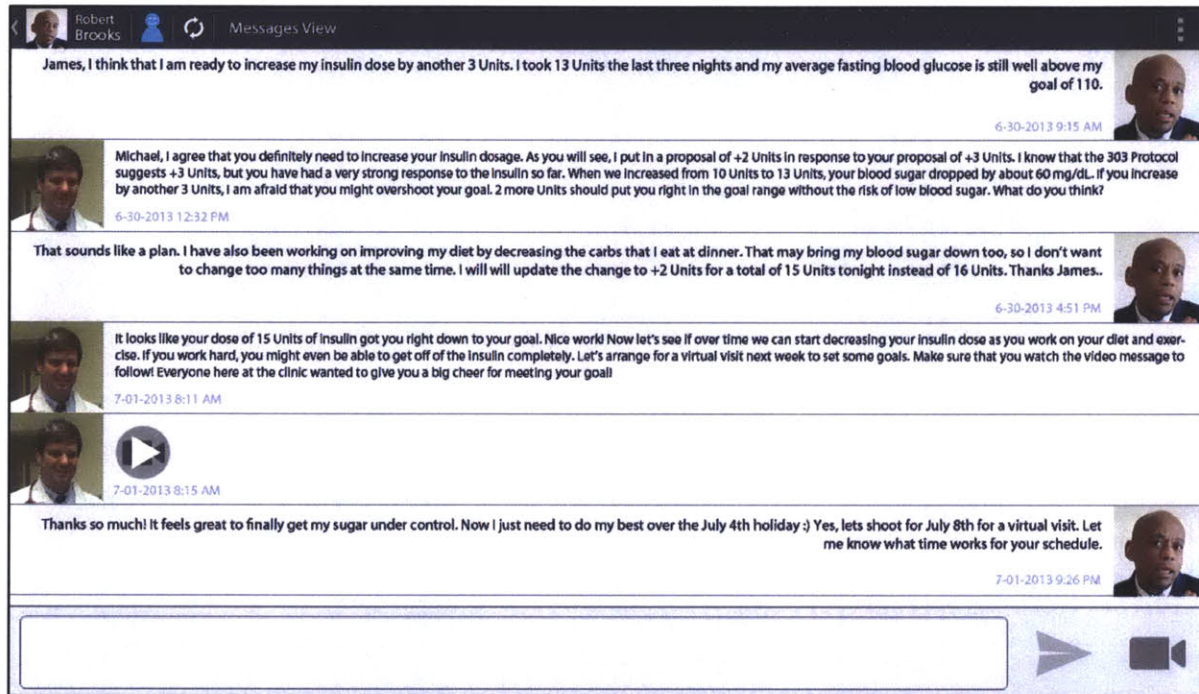 Robert
Brooks
Messages View
James, I think that I am ready to increase my insulin dose by another 3 Units. I took 13 Units the last three nights and my average fasting blood glucose is still well above my
goal of 110.
6-30-2013 9:15 AM
Michael, I agree that you definitely need to increase your insulin dosage. As you will see, I put in a proposal of +2 Units in response to your proposal of +3 Units. I know that the 303 Protocol
suggests +3 Units, but you have had a very strong response to the insulin so far. When we increased from 10 Units to 13 Units, your blood sugar dropped by about 60 mg/dL. If you increase
by another 3 Units, I am afraid that you might overshoot your goal. 2 more Units should put you right in the goal range without the risk of low blood sugar. What do you think?
6-30-2013 12:32 PM
That sounds like a plan. I have also been working on improving my diet by decreasing the carbs that I eat at dinner. That may bring my blood sugar down too, so I don't want
to change too many things at the same time. I will will update the change to +2 Units for a total of 15 Units tonight instead of 16 Units. Thanks James..
6-30-2013 4:51 PM
It looks like your dose of 15 Units of insulin got you right down to your goal. Nice work! Now let's see if over time we can start decreasing your insulin dose as you work on your diet and exer-
cise. If you work hard, you might even be able to get off of the insulin completely. Let's arrange for a virtual visit next week to set some goals. Make sure that you watch the video message to
follow! Everyone here at the clinic wanted to give you a big cheer for meeting your goal!
7-01-2013 8:11 AM
7-01-2013 8:15 AM
Thanks so much! It feels great to finally get my sugar under control. Now I just need to do my best over the July 4th holiday :) Yes, lets shoot for July 8th for a virtual visit. Let
me know what time works for your schedule.
7-01-2013 9:26 PM